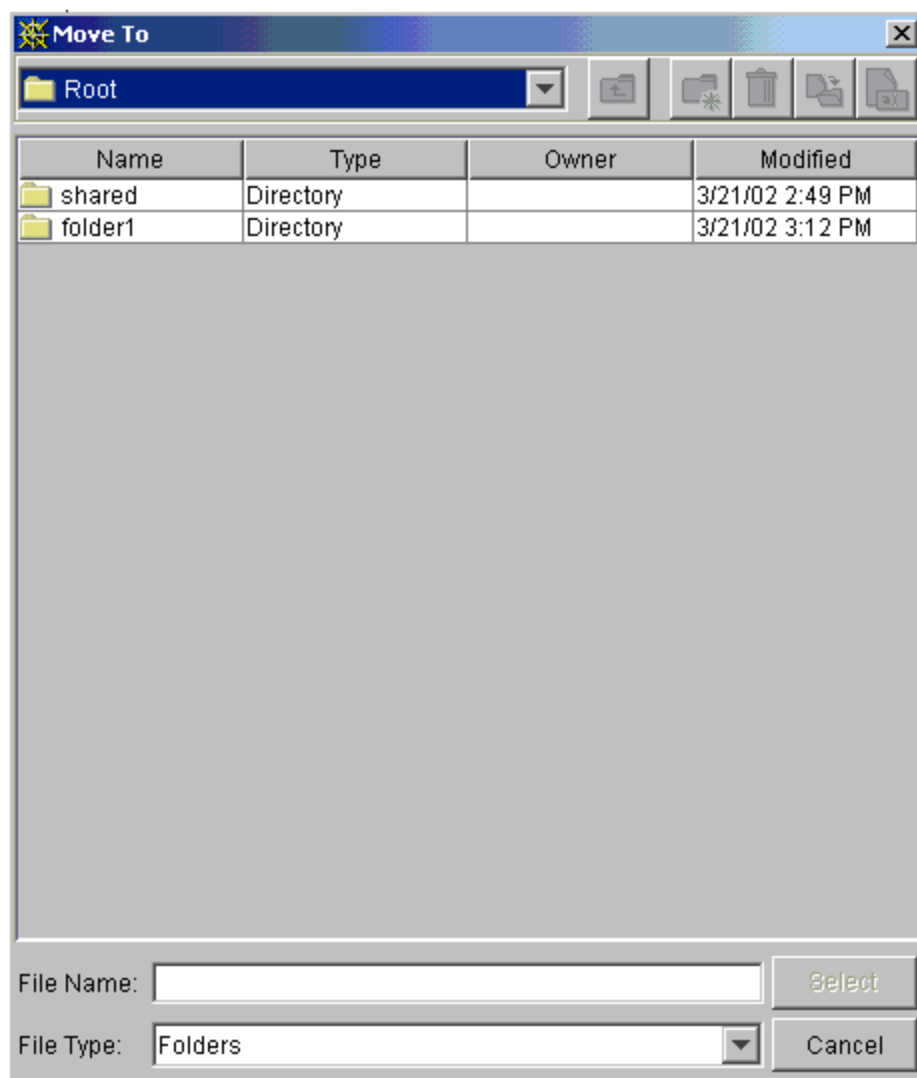 Move To
Root
Name Type Owner Modified
shared Directory 3/21/02 2:49 PM
folder1 Directory 3/21/02 3:12 PM
File Name: Select
File Type: Folders Cancel